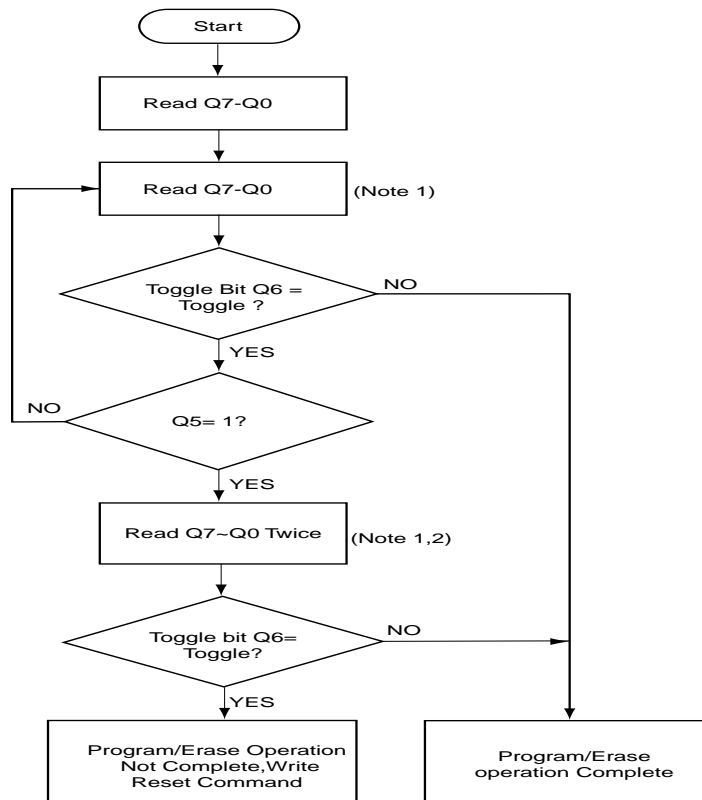 Start
Read Q7-Q0
Read Q7-Q0
(Note 1)
Toggle Bit Q6 =
Toggle ?
NO
YES
NO
Q5= 1?
YES
Read Q7~Q0 Twice
(Note 1,2)
Toggle bit Q6=
Toggle?
NO
YES
Program/Erase Operation
Not Complete,Write
Reset Command
Program/Erase
operation Complete